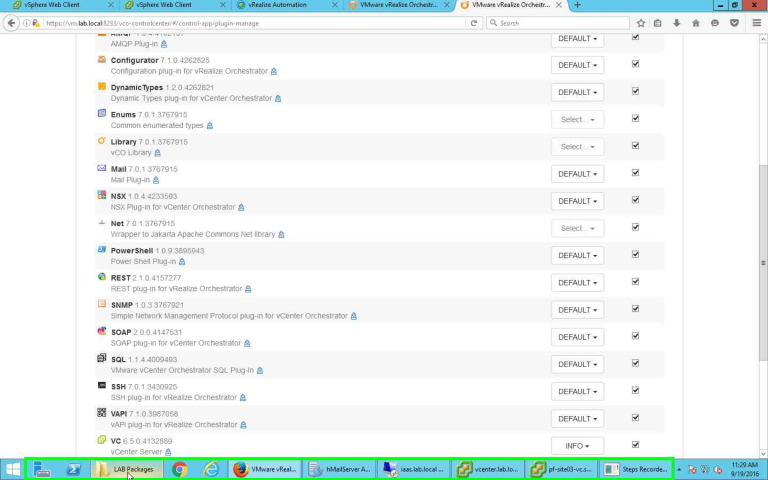 vSphere Web Client
vSphere Web Client
vRealize Automation
VMware vRealize Orchestr...
VMware vRealize Orchestr...
https://vm.lab.local:8283/vco-controlcenter/#/control-app/plugin-manage
Search
AMQP Plug-in
DEFAULT
Configurator 7.1.0.4262825
Configuration plug-in for vRealize Orchestrator
DEFAULT
DynamicTypes 1.2.0.4262821
Dynamic Types plug-in for vCenter Orchestrator
DEFAULT
Enums 7.0.1.3767915
Common enumerated types
Select...
Library 7.0.1.3767915
vCO Library
Select...
Mail 7.0.1.3767915
Mail Plug-in
DEFAULT
NSX 1.0.4.4233593
NSX Plug-in for vCenter Orchestrator
DEFAULT
Net 7.0.1.3767915
Wrapper to Jakarta Apache Commons Net library
Select...
PowerShell 1.0.9.3895943
Power Shell Plug-in
DEFAULT
REST 2.1.0.4157277
REST plug-in for vRealize Orchestrator
DEFAULT
SNMP 1.0.3.3767921
Simple Network Management Protocol plug-in for vCenter Orchestrator
DEFAULT
SOAP 2.0.0.4147531
SOAP plug-in for vCenter Orchestrator
DEFAULT
SQL 1.1.4.4009493
VMware vCenter Orchestrator SQL Plug-In
DEFAULT
SSH 7.0.1.3430925
SSH plug-in for vRealize Orchestrator
DEFAULT
VAPI 7.1.0.3987058
vAPI plug-in for vRealize Orchestrator
DEFAULT
VC 6.5.0.4132889
vCenter Server
INFO
LAB Packages
VMware vReal...
hMailServer A...
iaas.lab.local ...
vcenter.lab.lo...
pf-site03-vc.s...
Steps Recorde...
11:29 AM
9/19/2016